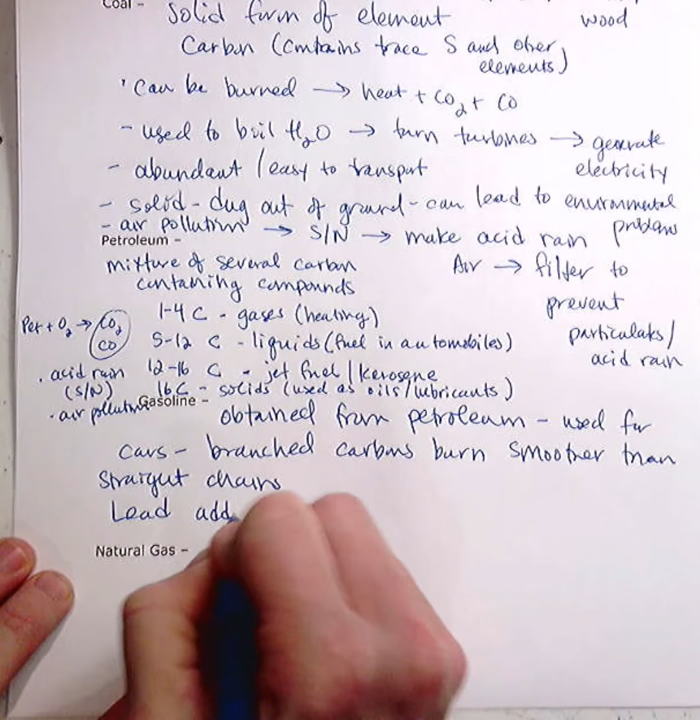 Coal - solid form of element wood
Carbon (contains trace S and other
elements)
- can be burned → heat + CO2 + CO
- used to boil H2O → turn turbines → generate
electricity
- abundant / easy to transport
- solid - dug out of ground - can lead to environmental
problems
- air pollution → S/N → make acid rain
Petroleum -
mixture of several carbon
containing compounds
Air → filter to
prevent
particulates/
acid rain
1-4 C - gases (heating)
Pet + O2 → CO2
CO
5-12 C - liquids (fuel in automobiles)
12-16 C - jet fuel / kerosene
16 C - solids (used as oils/lubricants)
. acid rain
(S/N)
. air pollution
Gasoline -
obtained from petroleum - used for
cars - branched carbons burn smoother than
straight chains
Lead add
Natural Gas -